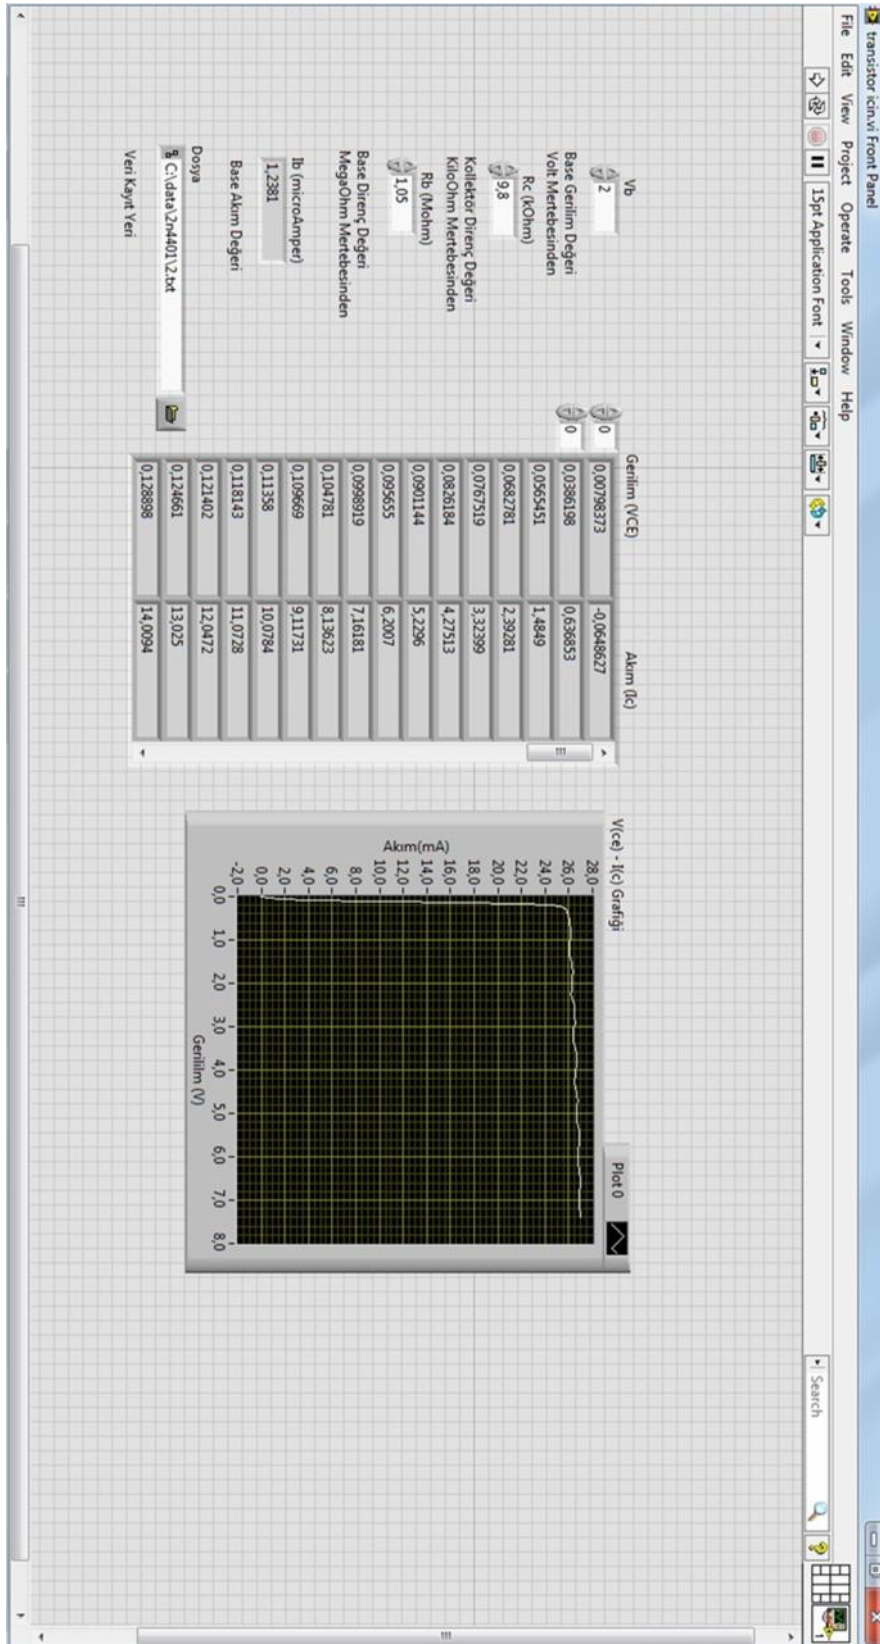 transistor icin.vi Front Panel
File Edit View Project Operate Tools Window Help
15pt Application Font
Search
Vb
2
Base Gerilim Değeri
Volt Mertebesinden
Rc (kOhm)
9,8
Kollektör Direnç Değeri
KiloOhm Mertebesinden
Rb (Mohm)
1,05
Base Direnç Değeri
MegaOhm Mertebesinden
Ib (microAmper)
1,2381
Base Akım Değeri
Dosya
C:\data\2n4401\2.txt
Veri Kayıt Yeri
0
0
Gerilim (VCE) Akım (Ic)
0,00798373 -0,0648627
0,0386198 0,636853
0,0565451 1,4849
0,0682781 2,39281
0,0767519 3,32399
0,0826184 4,27513
0,0901144 5,2296
0,095655 6,2007
0,0998919 7,16181
0,104781 8,13623
0,109669 9,11731
0,11358 10,0784
0,118143 11,0728
0,121402 12,0472
0,124661 13,025
0,128898 14,0094
V(ce) - I(c) Grafiği
Plot 0
Akım(mA)
28,0
26,0
24,0
22,0
20,0
18,0
16,0
14,0
12,0
10,0
8,0
6,0
4,0
2,0
0,0
-2,0
0,0 1,0 2,0 3,0 4,0 5,0 6,0 7,0 8,0
Gerililm (V)